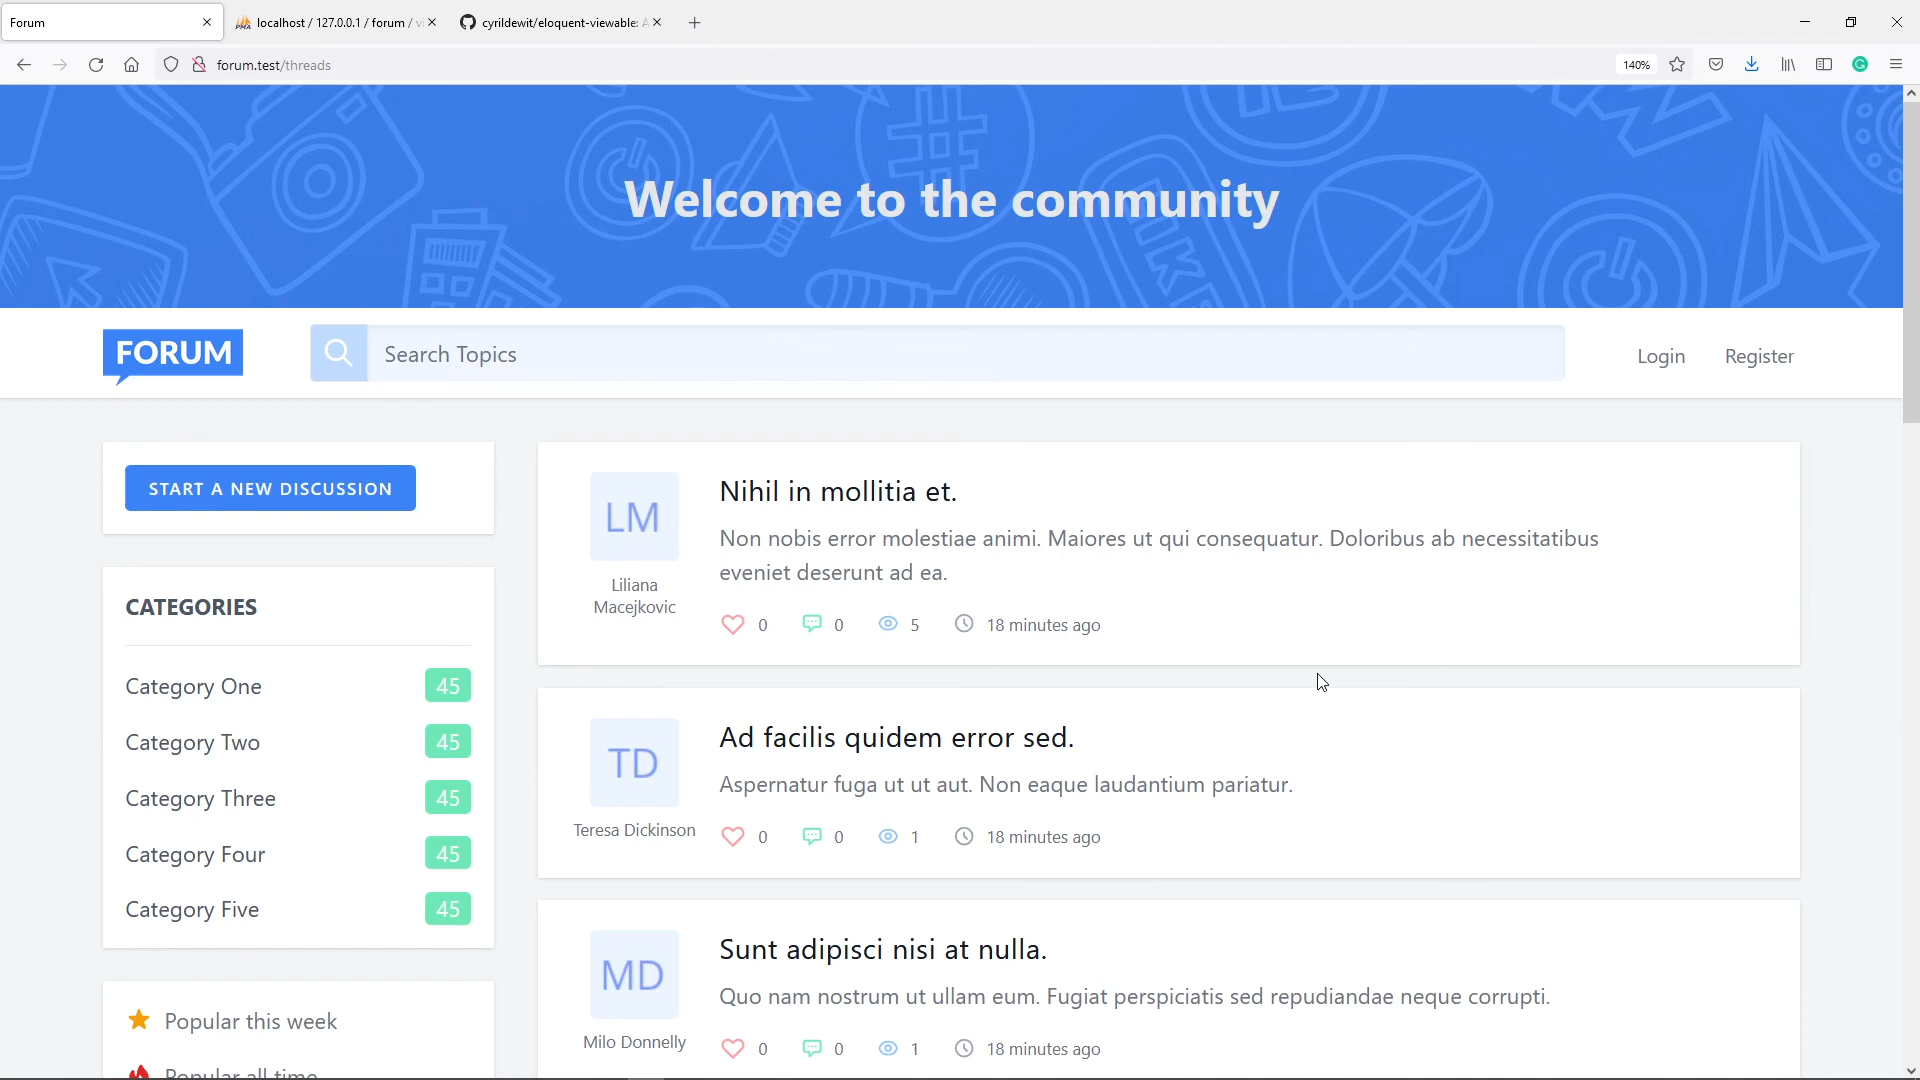 Forum
localhost / 127.0.0.1 / forum /
cyrildewit/eloquent-viewable:
forum.test/threads
140%
Welcome to the community
FORUM
Search Topics
Login
Register
START A NEW DISCUSSION
CATEGORIES
Category One 45
Category Two 45
Category Three 45
Category Four 45
Category Five 45
Popular this week
Popular all time
LM
Liliana
Macejkovic
Nihil in mollitia et.
Non nobis error molestiae animi. Maiores ut qui consequatur. Doloribus ab necessitatibus
eveniet deserunt ad ea.
0 0 5 18 minutes ago
TD
Teresa Dickinson
Ad facilis quidem error sed.
Aspernatur fuga ut ut aut. Non eaque laudantium pariatur.
0 0 1 18 minutes ago
MD
Milo Donnelly
Sunt adipisci nisi at nulla.
Quo nam nostrum ut ullam eum. Fugiat perspiciatis sed repudiandae neque corrupti.
0 0 1 18 minutes ago